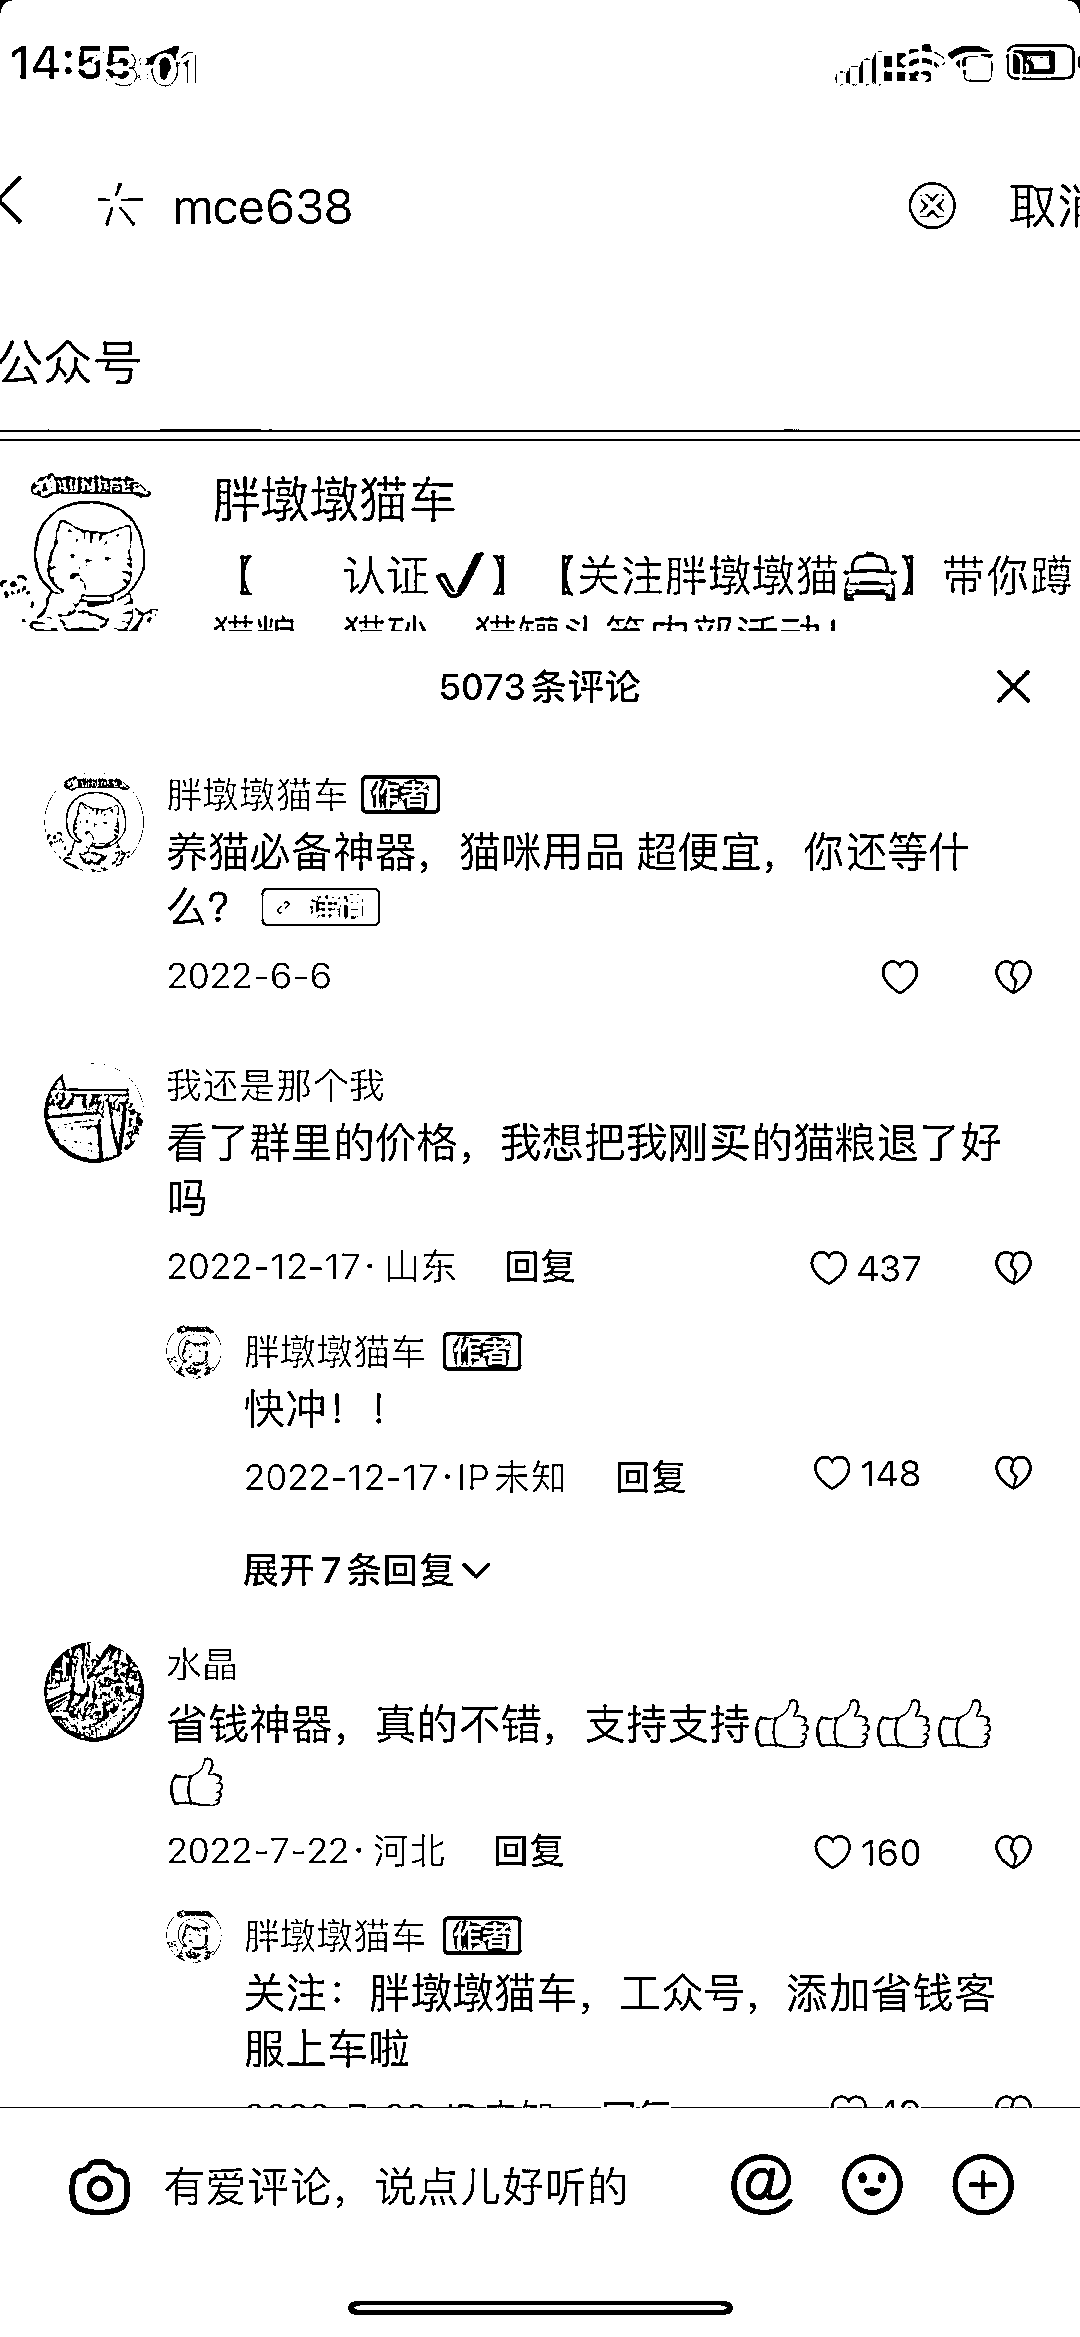 14:55
mce638
公众号
胖墩墩猫车
【 认证✔】【关注胖墩墩猫🚖】带你蹲
5073条评论
胖墩墩猫车 作者
养猫必备神器，猫咪用品 超便宜，你还等什
么？
2022-6-6
我还是那个我
看了群里的价格，我想把我刚买的猫粮退了好
吗
2022-12-17·山东 回复 437
胖墩墩猫车 作者
快冲！！
2022-12-17·IP未知 回复 148
展开7条回复
水晶
省钱神器，真的不错，支持支持👍👍👍👍
👍
2022-7-22·河北 回复 160
胖墩墩猫车 作者
关注：胖墩墩猫车，工众号，添加省钱客
服上车啦
有爱评论，说点儿好听的